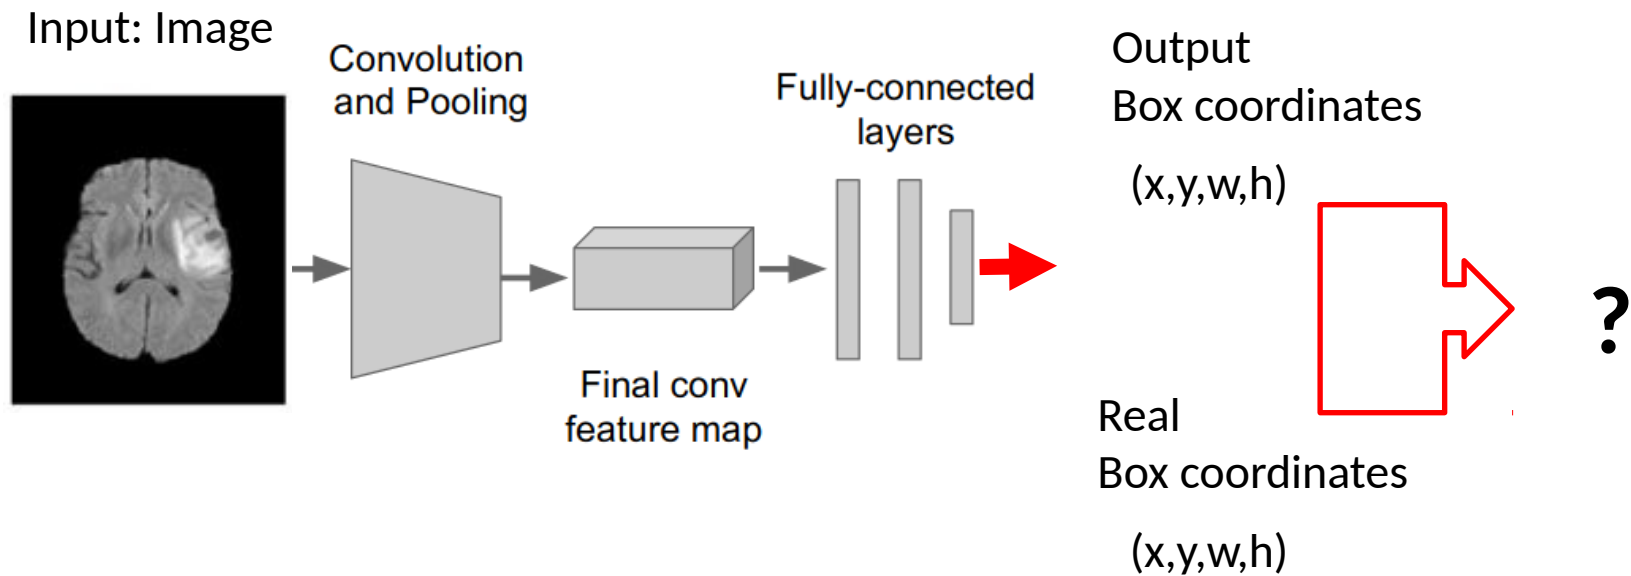 Input: Image
Convolution
and Pooling
Fully-connected
layers
Final conv
feature map
Output
Box coordinates
(x,y,w,h)
?
Real
Box coordinates
(x,y,w,h)